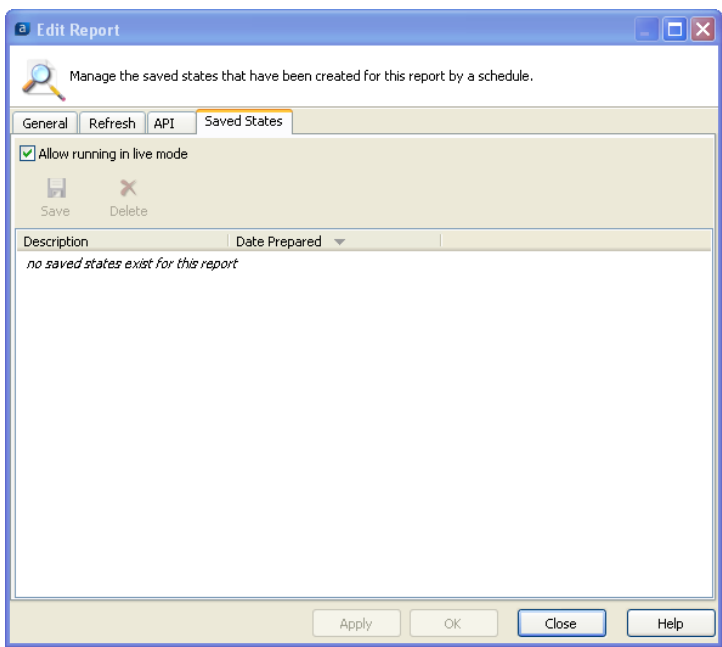 a Edit Report
Manage the saved states that have been created for this report by a schedule.
General Refresh API Saved States
Allow running in live mode
Save Delete
Description Date Prepared
no saved states exist for this report
Apply OK Close Help